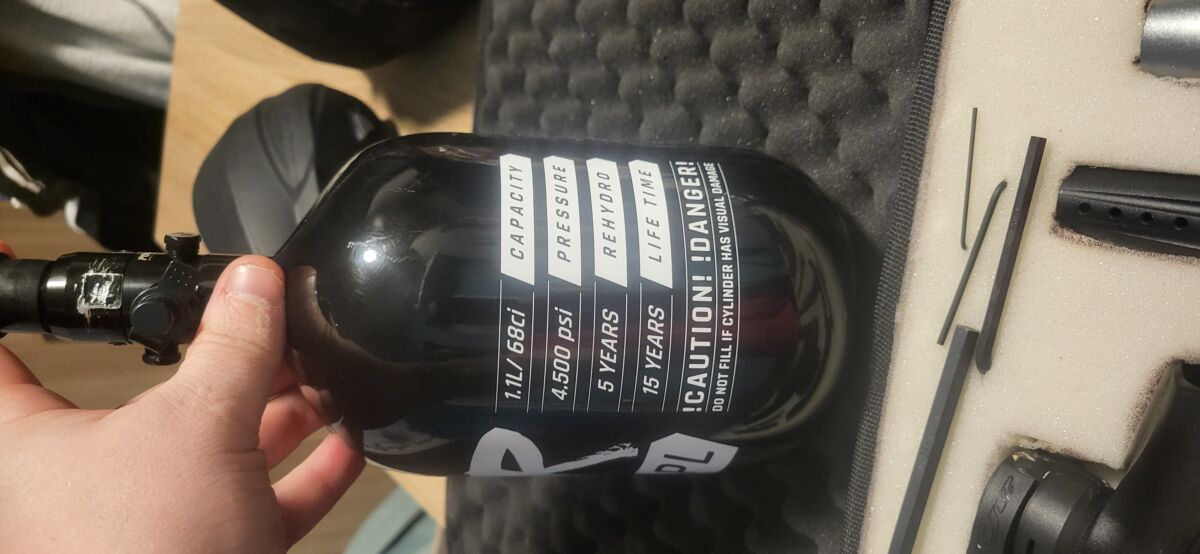 CAPACITY 1.1L/ 68ci
PRESSURE 4.500 psi
REHYDRO 5 YEARS
LIFE TIME 15 YEARS
!CAUTION! !DANGER!
DO NOT FILL IF CYLINDER HAS VISUAL DAMAGE